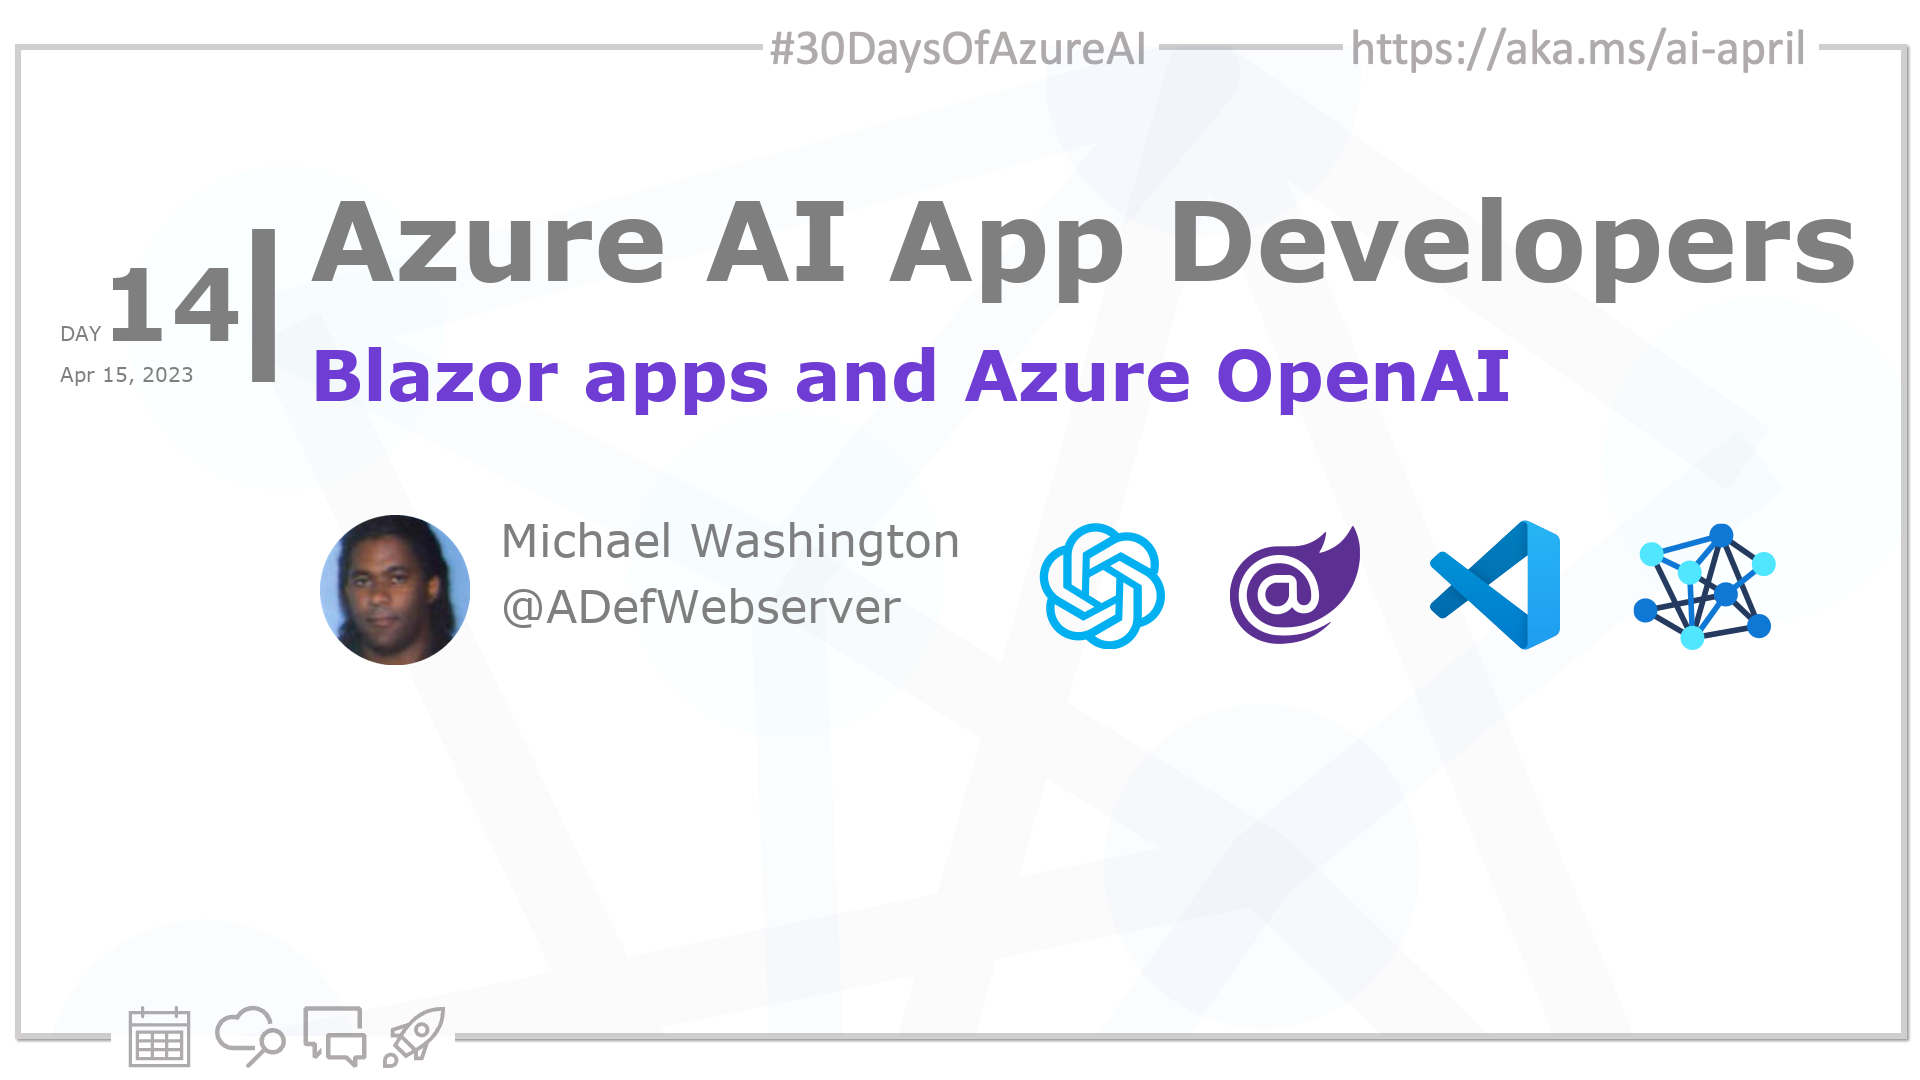 #30DaysOfAzureAI
https://aka.ms/ai-april
Azure AI App Developers
DAY 14
Apr 15, 2023
Blazor apps and Azure OpenAI
Michael Washington
@ADefWebserver
@